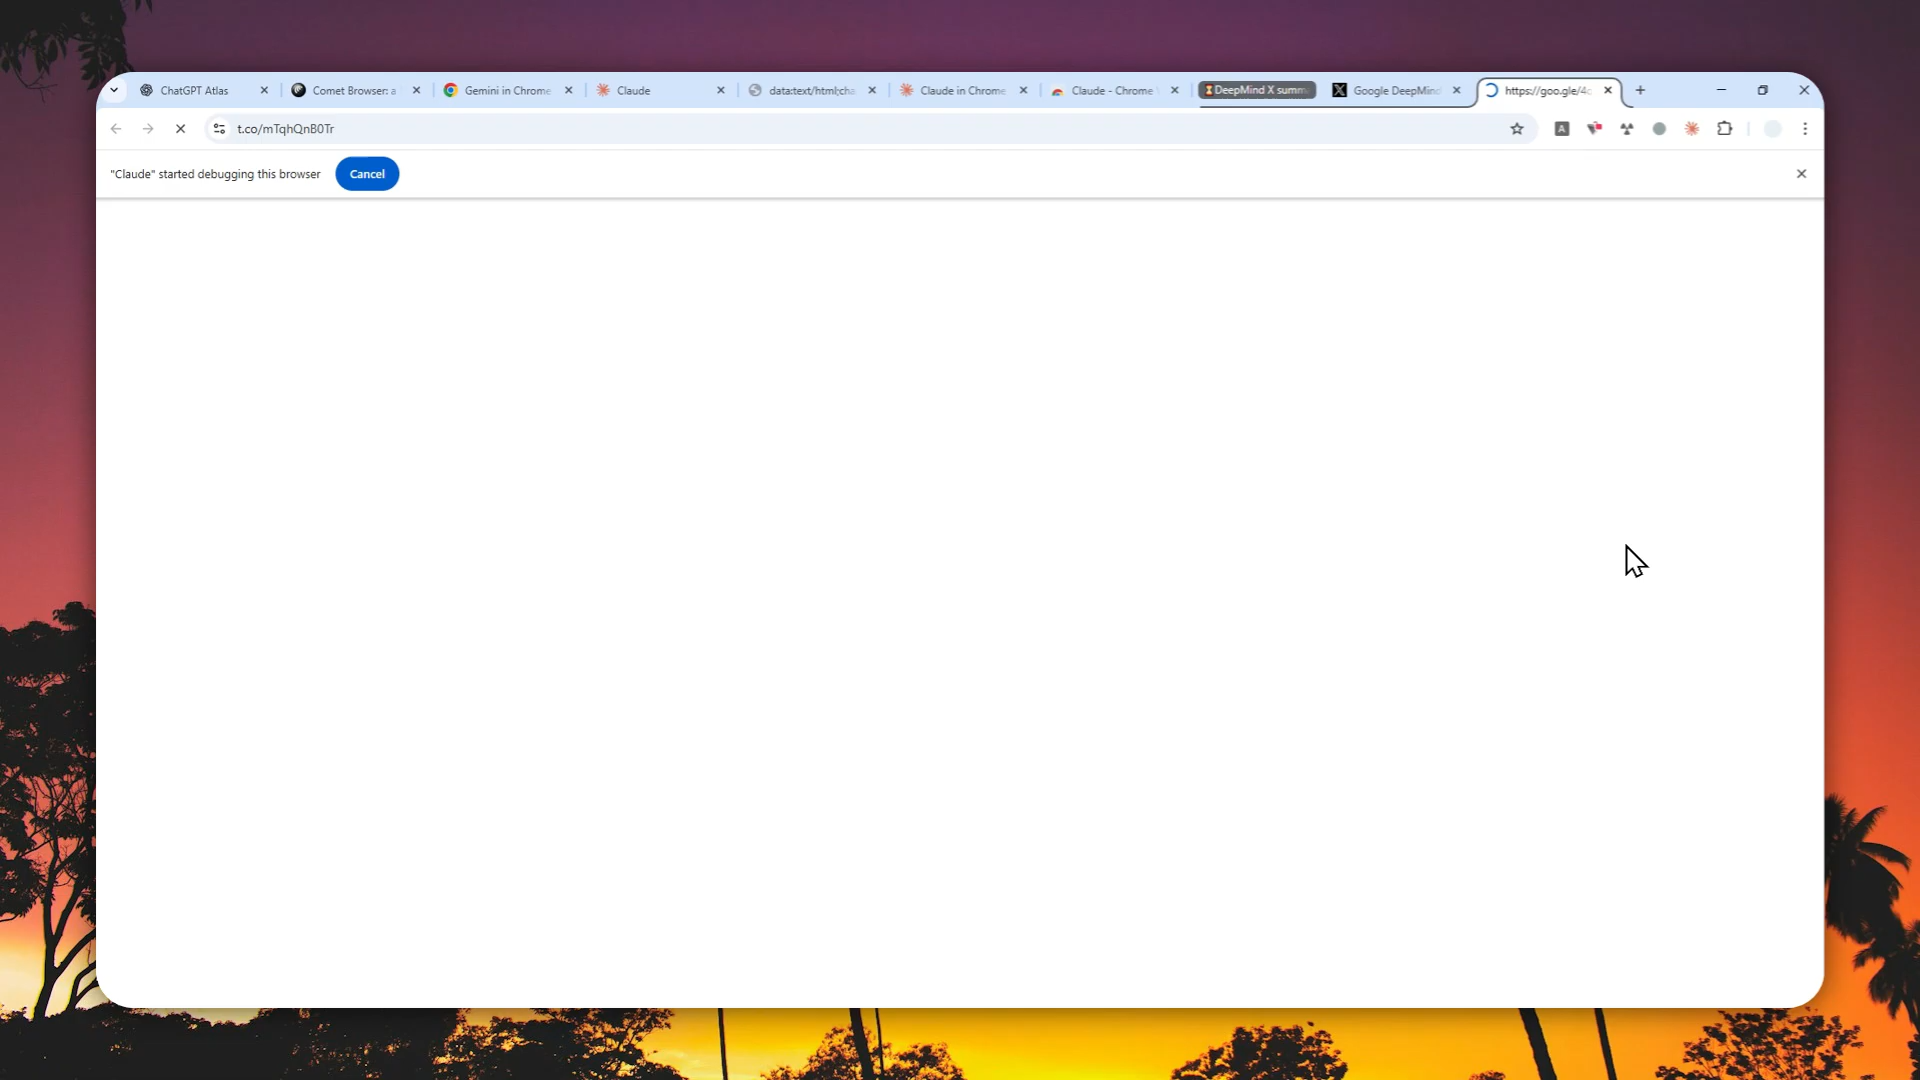 ChatGPT Atlas
Comet Browser: a
Gemini in Chrome
Claude
data:text/html;cha
Claude in Chrome
Claude - Chrome
DeepMind X summ
Google DeepMind
https://goo.gle/4
t.co/mTqhQnB0Tr
"Claude" started debugging this browser
Cancel